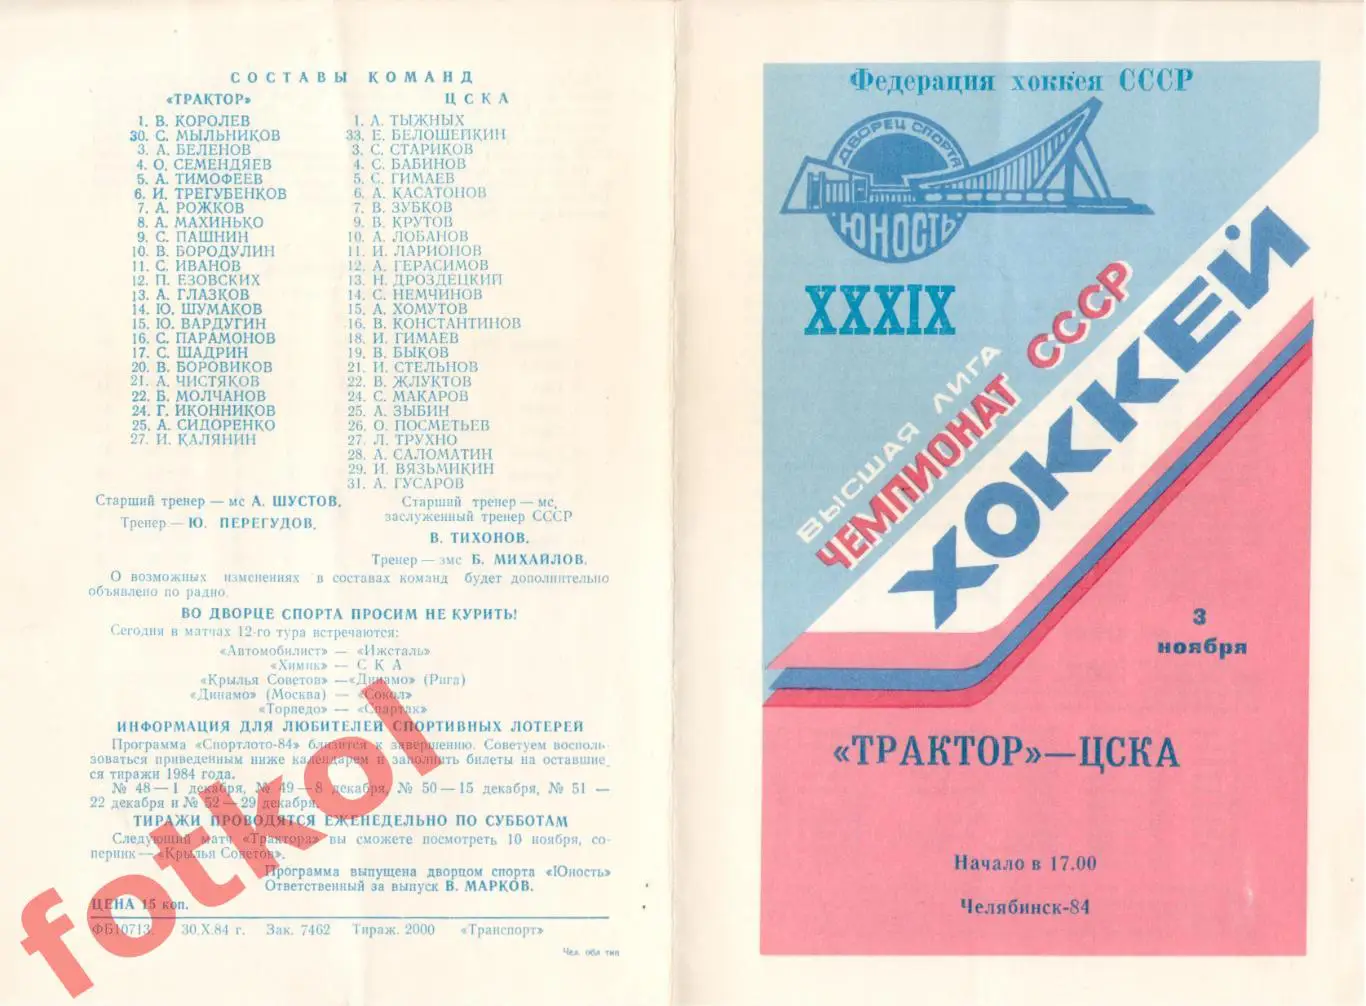 СОСТАВЫ КОМАНД
«ТРАКТОР»
1. В. КОРОЛЕВ
30. С. МЫЛЬНИКОВ
3. А. БЕЛЕНОВ
4. О. СЕМЕНДЯЕВ
5. А. ТИМОФЕЕВ
6. И. ТРЕГУБЕНКОВ
7. А. РОЖКОВ
8. А. МАХИНЬКО
9. С. ПАШНИН
10. В. БОРОДУЛИН
11. С. ИВАНОВ
12. П. ЕЗОВСКИХ
13. А. ГЛАЗКОВ
14. Ю. ШУМАКОВ
15. Ю. ВАРДУГИН
16. С. ПАРАМОНОВ
17. С. ШАДРИН
20. В. БОРОВИКОВ
21. А. ЧИСТЯКОВ
22. Б. МОЛЧАНОВ
24. Г. ИКОННИКОВ
25. А. СИДОРЕНКО
27. И. КАЛЯНИН
Старший тренер — мс А. ШУСТОВ.
Тренер — Ю. ПЕРЕГУДОВ.
ЦСКА
1. А. ТЫЖНЫХ
33. Е. БЕЛОШЕЙКИН
3. С. СТАРИКОВ
4. С. БАБИНОВ
5. С. ГИМАЕВ
6. А. КАСАТОНОВ
7. В. ЗУБКОВ
9. В. КРУТОВ
10. А. ЛОБАНОВ
11. И. ЛАРИОНОВ
12. А. ГЕРАСИМОВ
13. Н. ДРОЗДЕЦКИЙ
14. С. НЕМЧИНОВ
15. А. ХОМУТОВ
16. В. КОНСТАНТИНОВ
18. И. ГИМАЕВ
19. В. БЫКОВ
21. И. СТЕЛЬНОВ
22. В. ЖЛУКТОВ
24. С. МАКАРОВ
25. А. ЗЫБИН
26. О. ПОСМЕТЬЕВ
27. Л. ТРУХНО
28. А. САЛОМАТИН
29. И. ВЯЗЬМИКИН
31. А. ГУСАРОВ
Старший тренер — мс,
заслуженный тренер СССР
В. ТИХОНОВ.
Тренер — змс Б. МИХАЙЛОВ.
О возможных изменениях в составах команд будет дополнительно
объявлено по радио.
ВО ДВОРЦЕ СПОРТА ПРОСИМ НЕ КУРИТЬ!
Сегодня в матчах 12-го тура встречаются:
«Автомобилист» — «Ижсталь»
«Химик» — СКА
«Крылья Советов» — «Динамо» (Рига)
«Динамо» (Москва) — «Сокол»
«Торпедо» — «Спартак»
ИНФОРМАЦИЯ ДЛЯ ЛЮБИТЕЛЕЙ СПОРТИВНЫХ ЛОТЕРЕЙ
Программа «Спортлото-84» близится к завершению. Советуем восполь-
зоваться приведенным ниже календарем и заполнить билеты на оставшие
ся тиражи 1984 года.
№ 48 — 1 декабря, № 49 — 8 декабря, № 50 — 15 декабря, № 51 —
22 декабря и № 52 — 29 декабря.
ТИРАЖИ ПРОВОДЯТСЯ ЕЖЕНЕДЕЛЬНО ПО СУББОТАМ
Следующий матч «Трактора» вы сможете посмотреть 10 ноября, со-
перник — «Крылья Советов».
Программа выпущена дворцом спорта «Юность»
Ответственный за выпуск В. МАРКОВ.
ЦЕНА 15 коп.
ФБ10713. 30.X.84 г. Зак. 7462 Тираж. 2000 «Транспорт»
Чел. обл тип
fotkol
Федерация хоккея СССР
ДВОРЕЦ СПОРТА
ЮНОСТЬ
XXXIX
ВЫСШАЯ ЛИГА
ЧЕМПИОНАТ СССР
ХОККЕЙ
3
ноября
«ТРАКТОР»—ЦСКА
Начало в 17.00
Челябинск-84